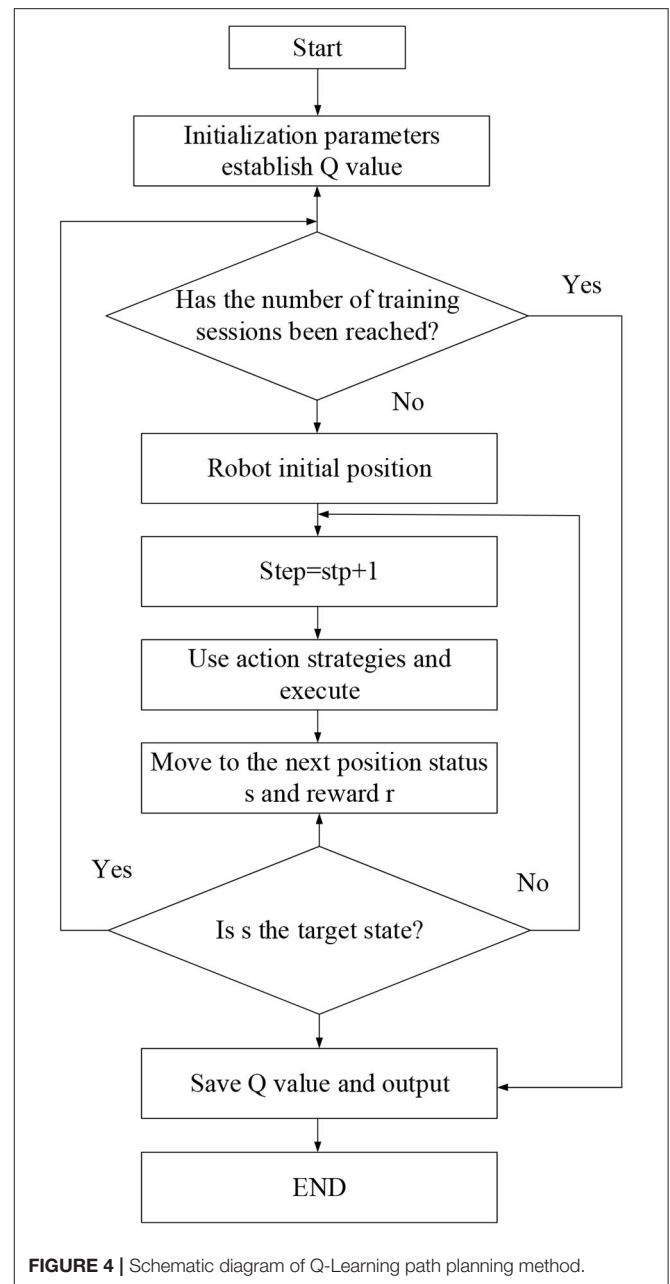 Start
Initialization parameters
establish Q value
Has the number of training
sessions been reached?
Yes
No
Robot initial position
Step=stp+1
Use action strategies and
execute
Move to the next position status
s and reward r
Yes
No
Is s the target state?
Save Q value and output
END
FIGURE 4 | Schematic diagram of Q-Learning path planning method.